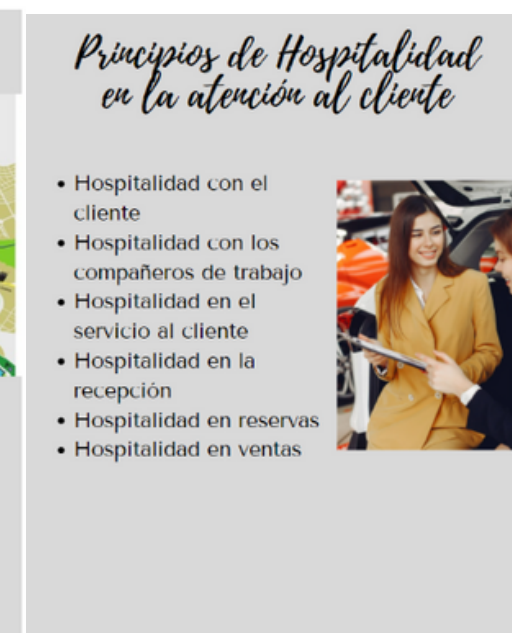 Principios de Hospitalidad
en la atención al cliente
• Hospitalidad con el
cliente
• Hospitalidad con los
compañeros de trabajo
• Hospitalidad en el
servicio al cliente
• Hospitalidad en la
recepción
• Hospitalidad en reservas
• Hospitalidad en ventas